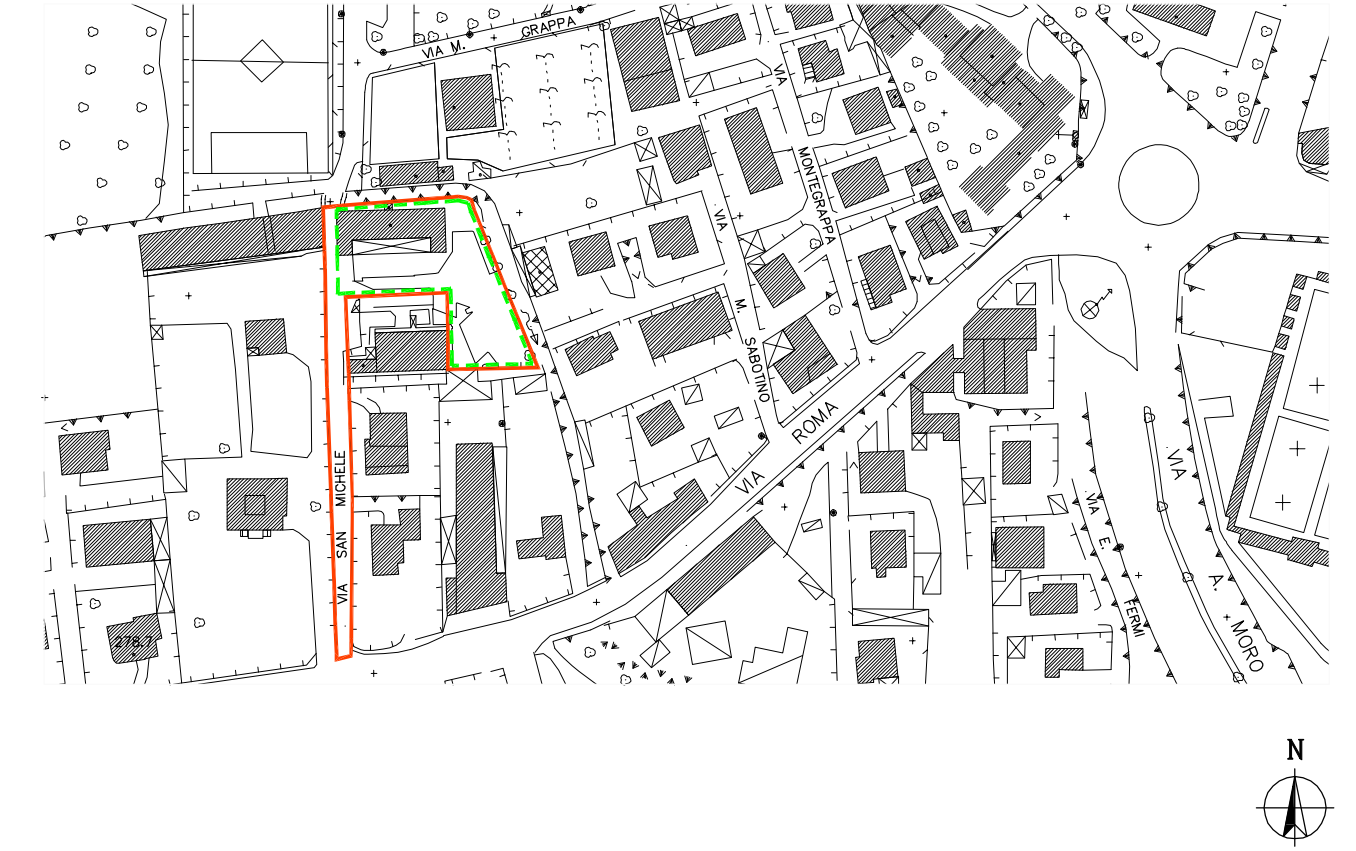 VIA M. GRAPPA
VIA
MONTEGRAPPA
VIA
M.
SABOTINO
VIA ROMA
VIA SAN MICHELE
VIA E. FERMI
VIA A. MORO
278.7
N